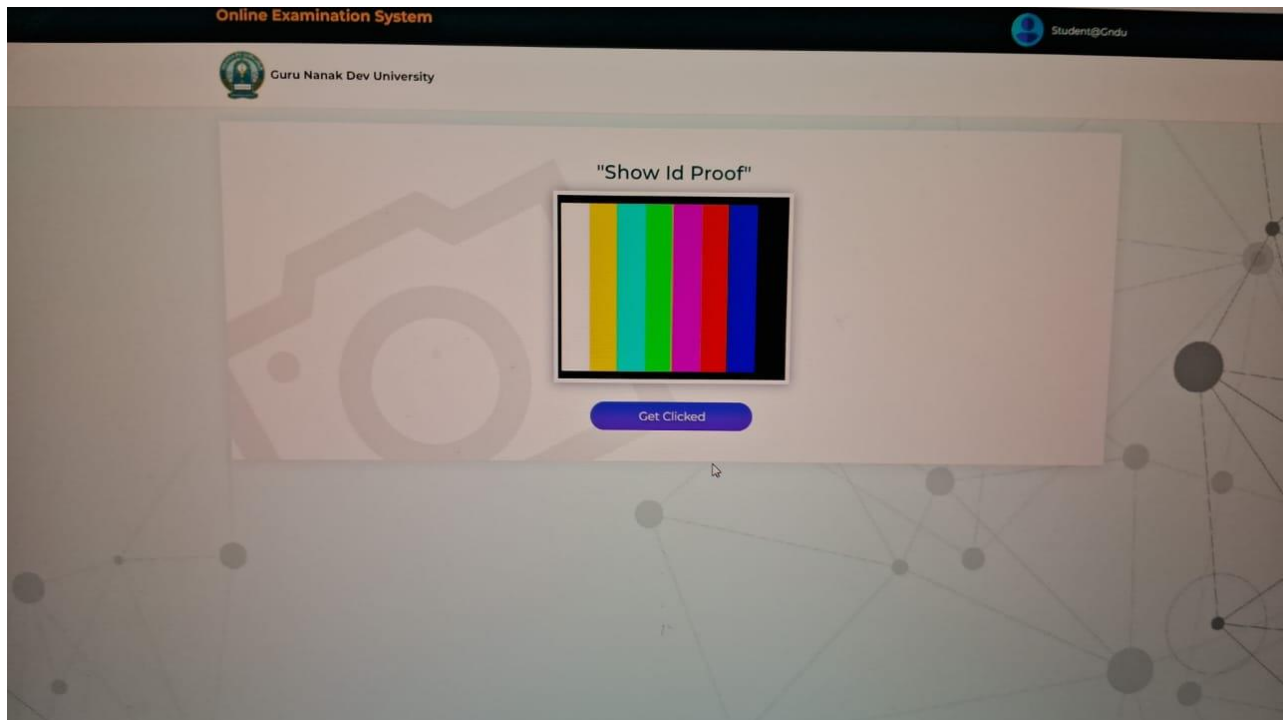 Online Examination System
Student@Gndu
Guru Nanak Dev University
"Show Id Proof"
Get Clicked